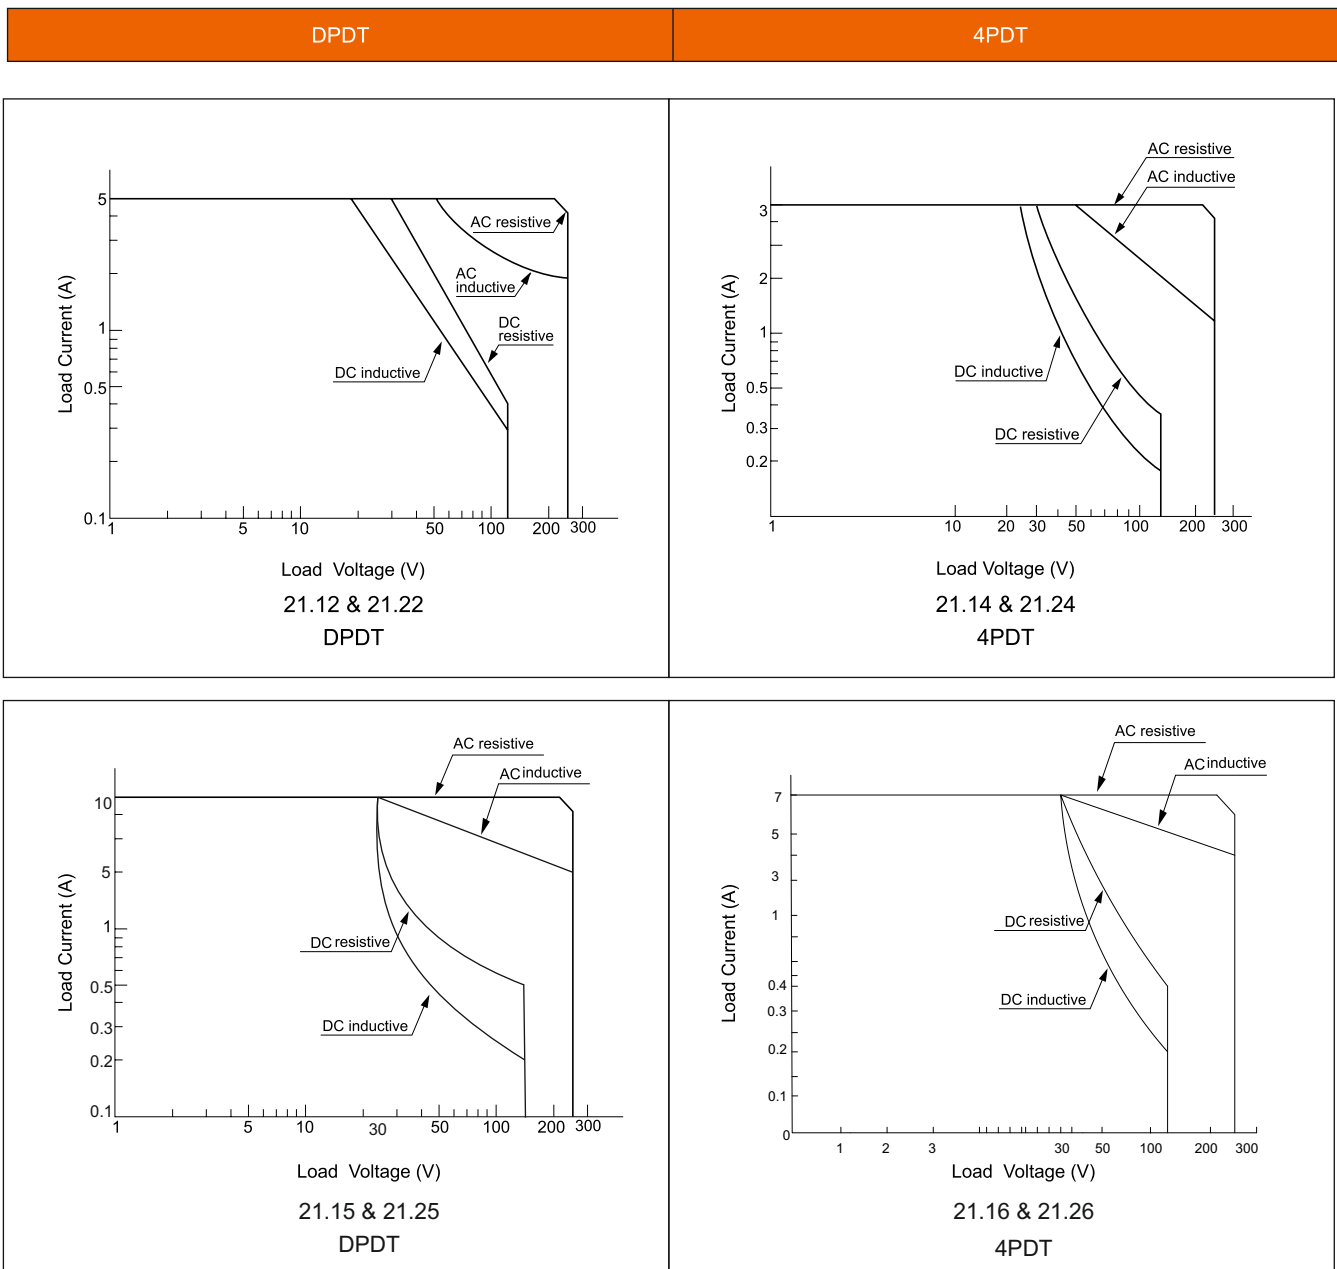 DPDT
4PDT
5
1
0.5
0.1
Load Current (A)
AC resistive
AC
inductive
DC
resistive
DC inductive
1 5 10 50 100 200 300
Load Voltage (V)
21.12 & 21.22
DPDT
3
2
1
0.5
0.3
0.2
Load Current (A)
AC resistive
AC inductive
DC inductive
DC resistive
1 10 20 30 50 100 200 300
Load Voltage (V)
21.14 & 21.24
4PDT
10
5
1
0.5
0.3
0.2
0.1
Load Current (A)
AC resistive
AC inductive
DC resistive
DC inductive
1 5 10 30 50 100 200 300
Load Voltage (V)
21.15 & 21.25
DPDT
7
5
3
1
0.4
0.3
0.2
0.1
0
Load Current (A)
AC resistive
AC inductive
DC resistive
DC inductive
1 2 3 30 50 100 200 300
Load Voltage (V)
21.16 & 21.26
4PDT